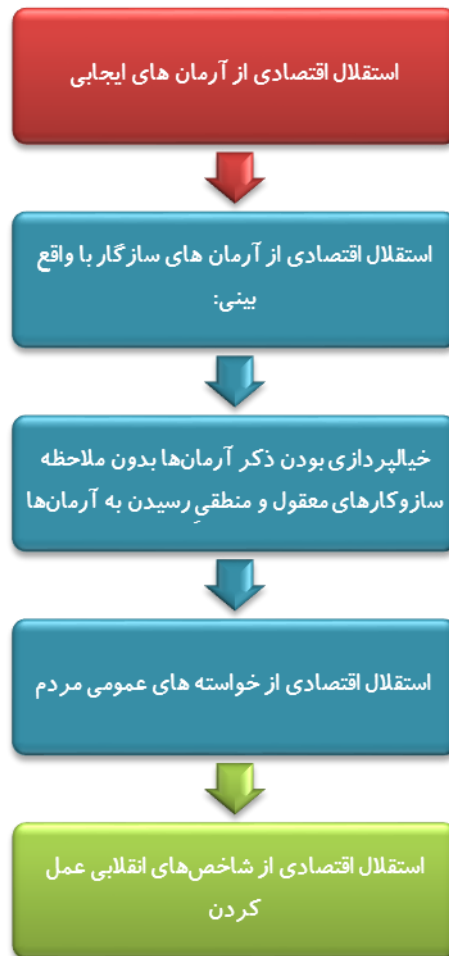 استقلال اقتصادی از آرمان های ایجابی
استقلال اقتصادی از آرمان های سازگار با واقع
بینی:
خیالپردازی بودن ذکر آرمان‌ها بدون ملاحظه
سازوکارهای معقول و منطقیِ رسیدن به آرمان‌ها
استقلال اقتصادی از خواسته های عمومی مردم
استقلال اقتصادی از شاخص‌های انقلابی عمل
کردن